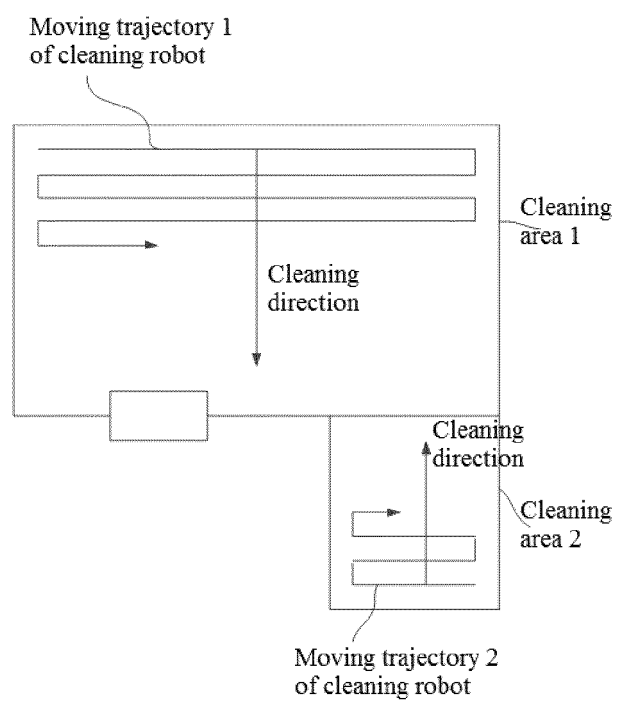 Moving trajectory 1
of cleaning robot
Cleaning
area 1
Cleaning
direction
Cleaning
direction
Cleaning
area 2
Moving trajectory 2
of cleaning robot